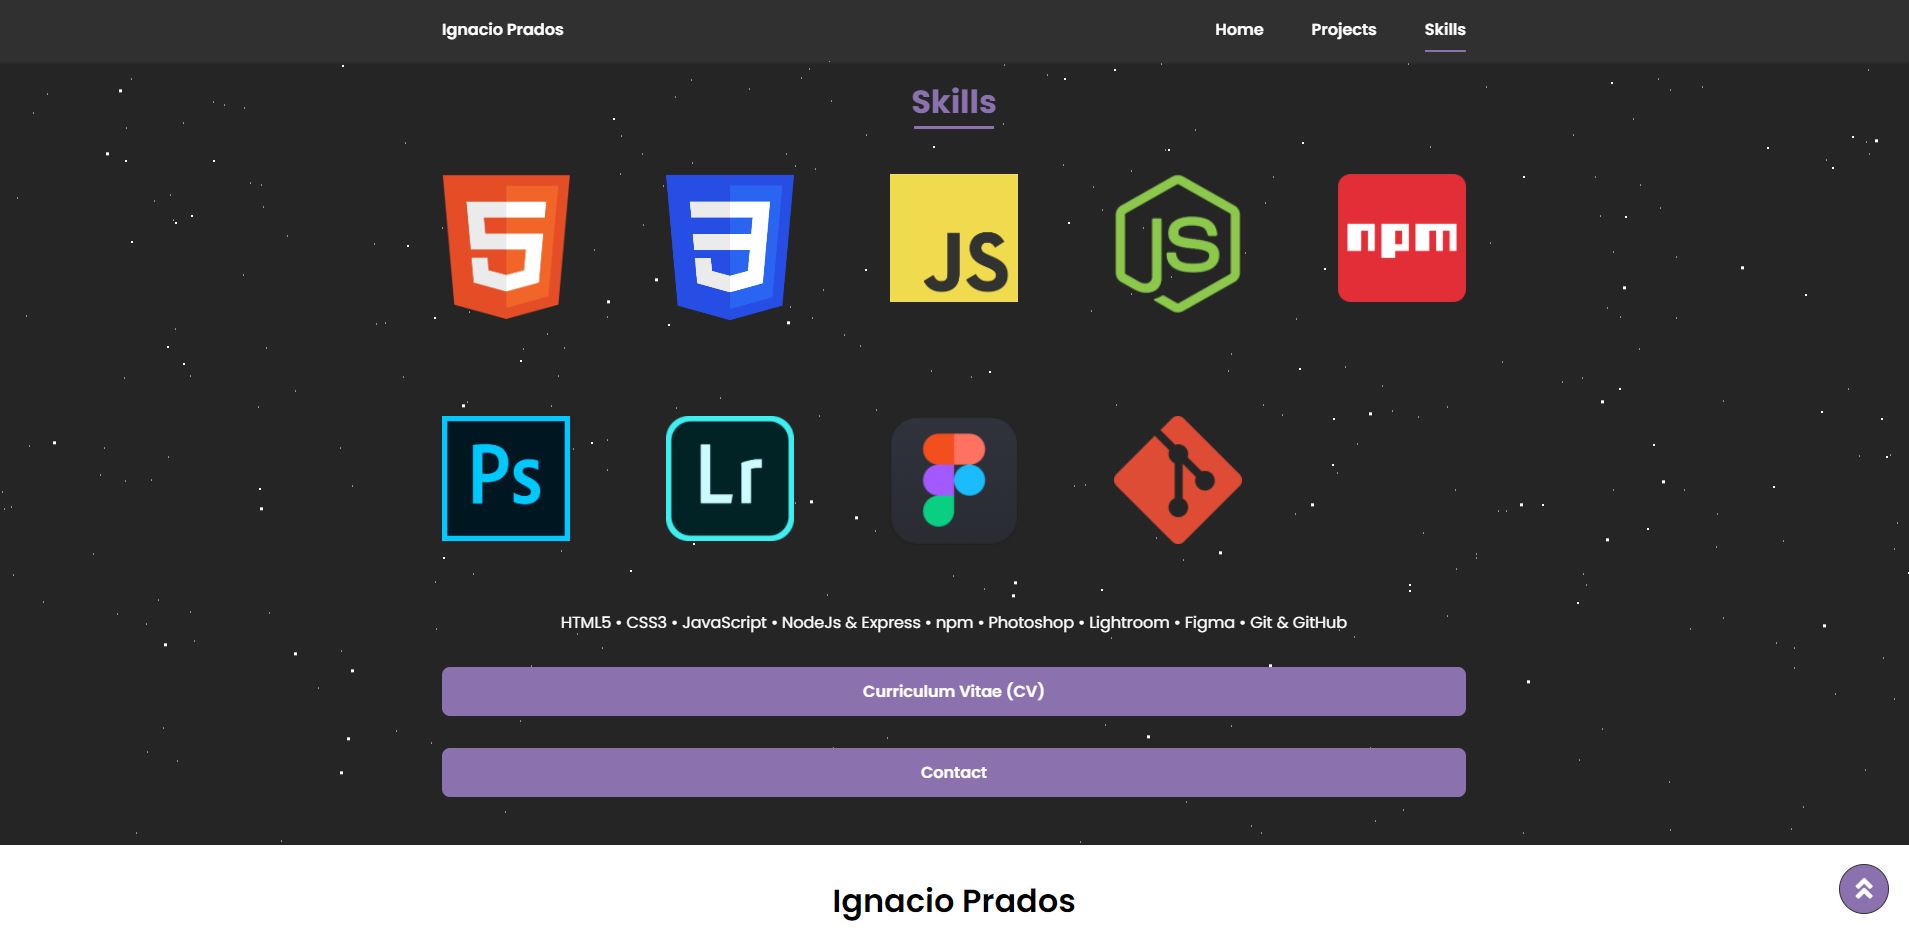 Ignacio Prados Home Projects Skills
Skills
5 3 JS JS npm
Ps Lr
HTML5 • CSS3 • JavaScript • NodeJs & Express • npm • Photoshop • Lightroom • Figma • Git & GitHub
Curriculum Vitae (CV)
Contact
Ignacio Prados